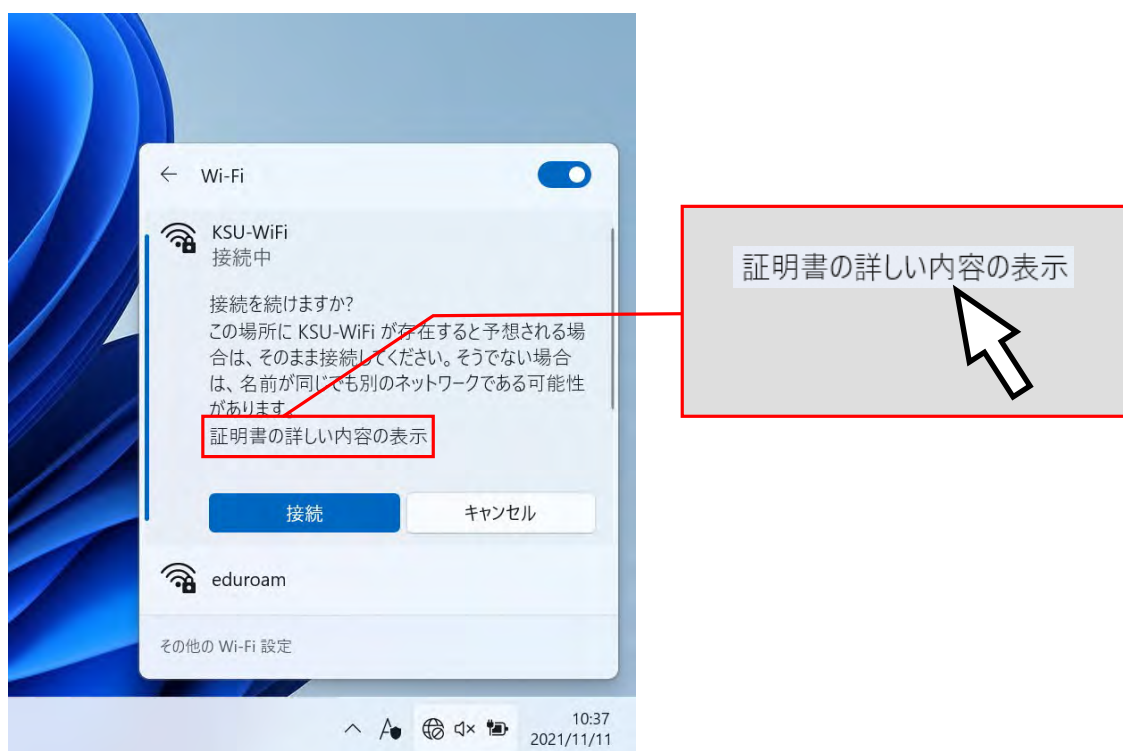 Wi-Fi
KSU-WiFi
接続中
接続を続けますか?
この場所に KSU-WiFi が存在すると予想される場
合は、そのまま接続してください。そうでない場合
は、名前が同じでも別のネットワークである可能性
があります。
証明書の詳しい内容の表示
接続
キャンセル
eduroam
その他の Wi-Fi 設定
A
10:37
2021/11/11
証明書の詳しい内容の表示